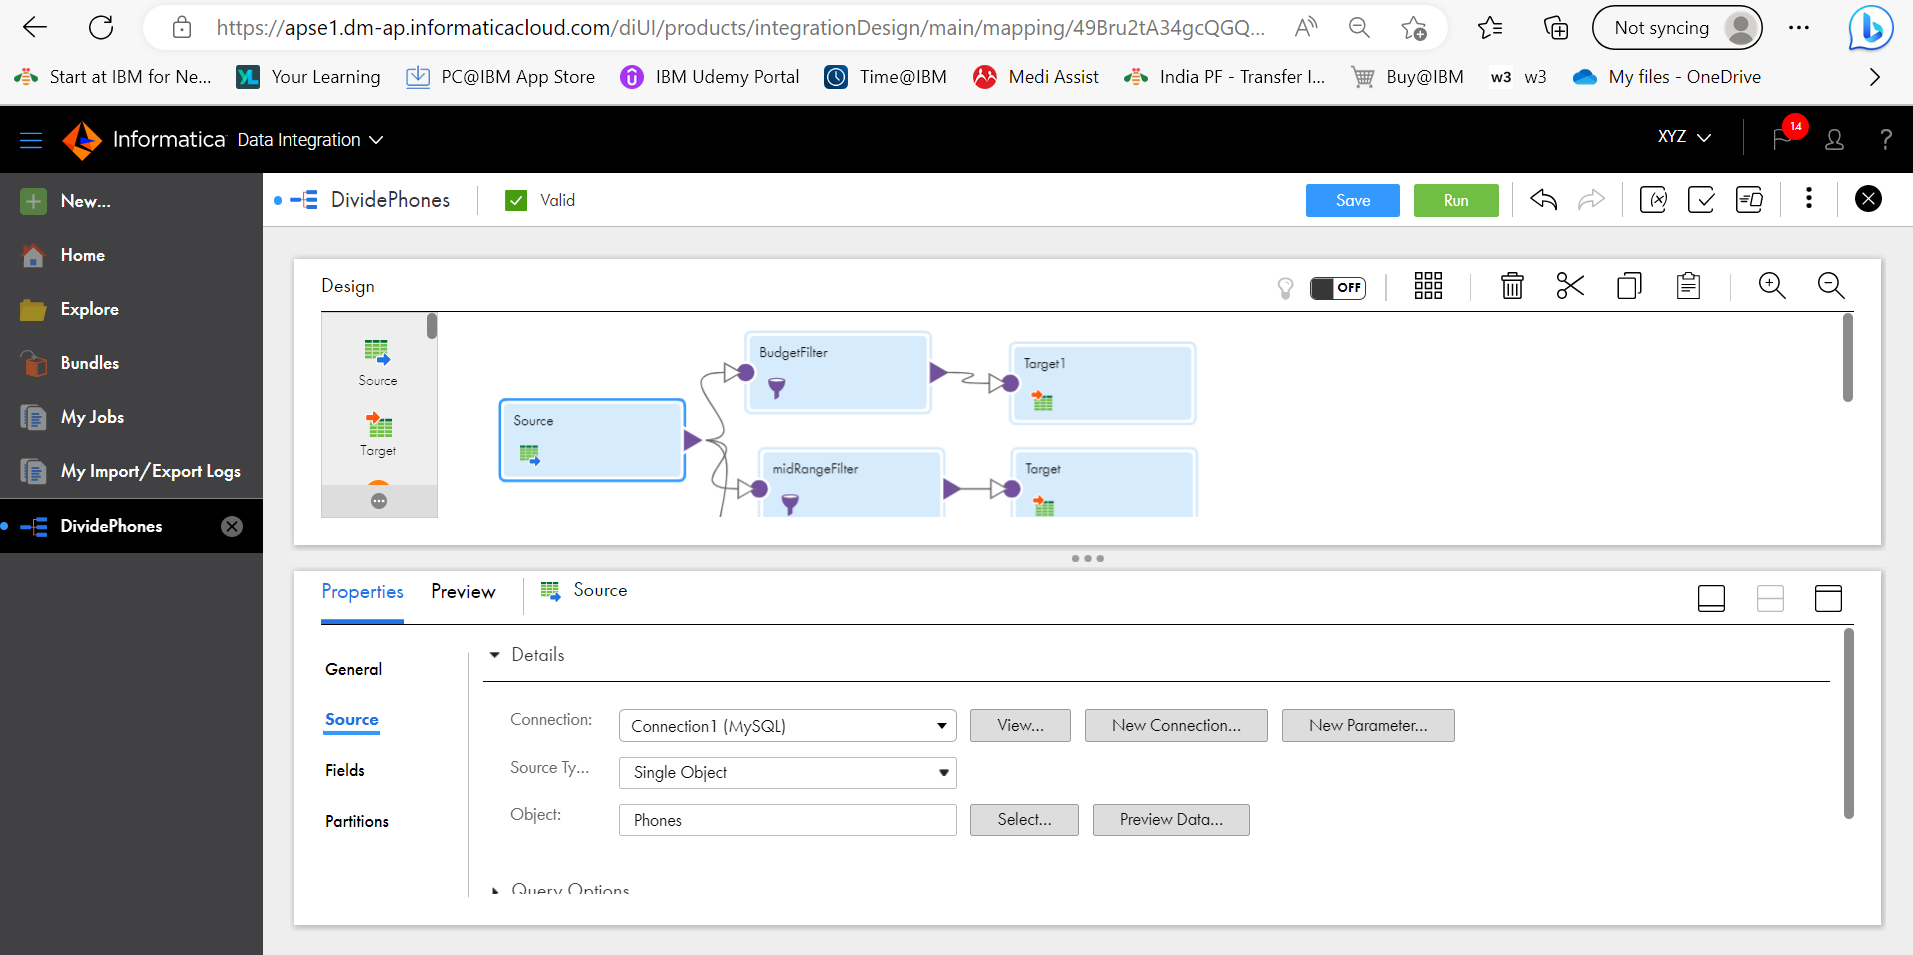 https://apse1.dm-ap.informaticacloud.com/diUI/products/integrationDesign/main/mapping/49Bru2tA34gcQGQ...
Not syncing
Start at IBM for Ne... Your Learning PC@IBM App Store IBM Udemy Portal Time@IBM Medi Assist India PF - Transfer I... Buy@IBM w3 w3 My files - OneDrive
Informatica Data Integration XYZ 14 ?
New...
Home
Explore
Bundles
My Jobs
My Import/Export Logs
DividePhones
DividePhones Valid Save Run
Design OFF
Source
Target
Source
BudgetFilter
Target1
midRangeFilter
Target
Properties Preview Source
General
Source
Fields
Partitions
Details
Connection: Connection1 (MySQL) View... New Connection... New Parameter...
Source Ty... Single Object
Object: Phones Select... Preview Data...
Query Options